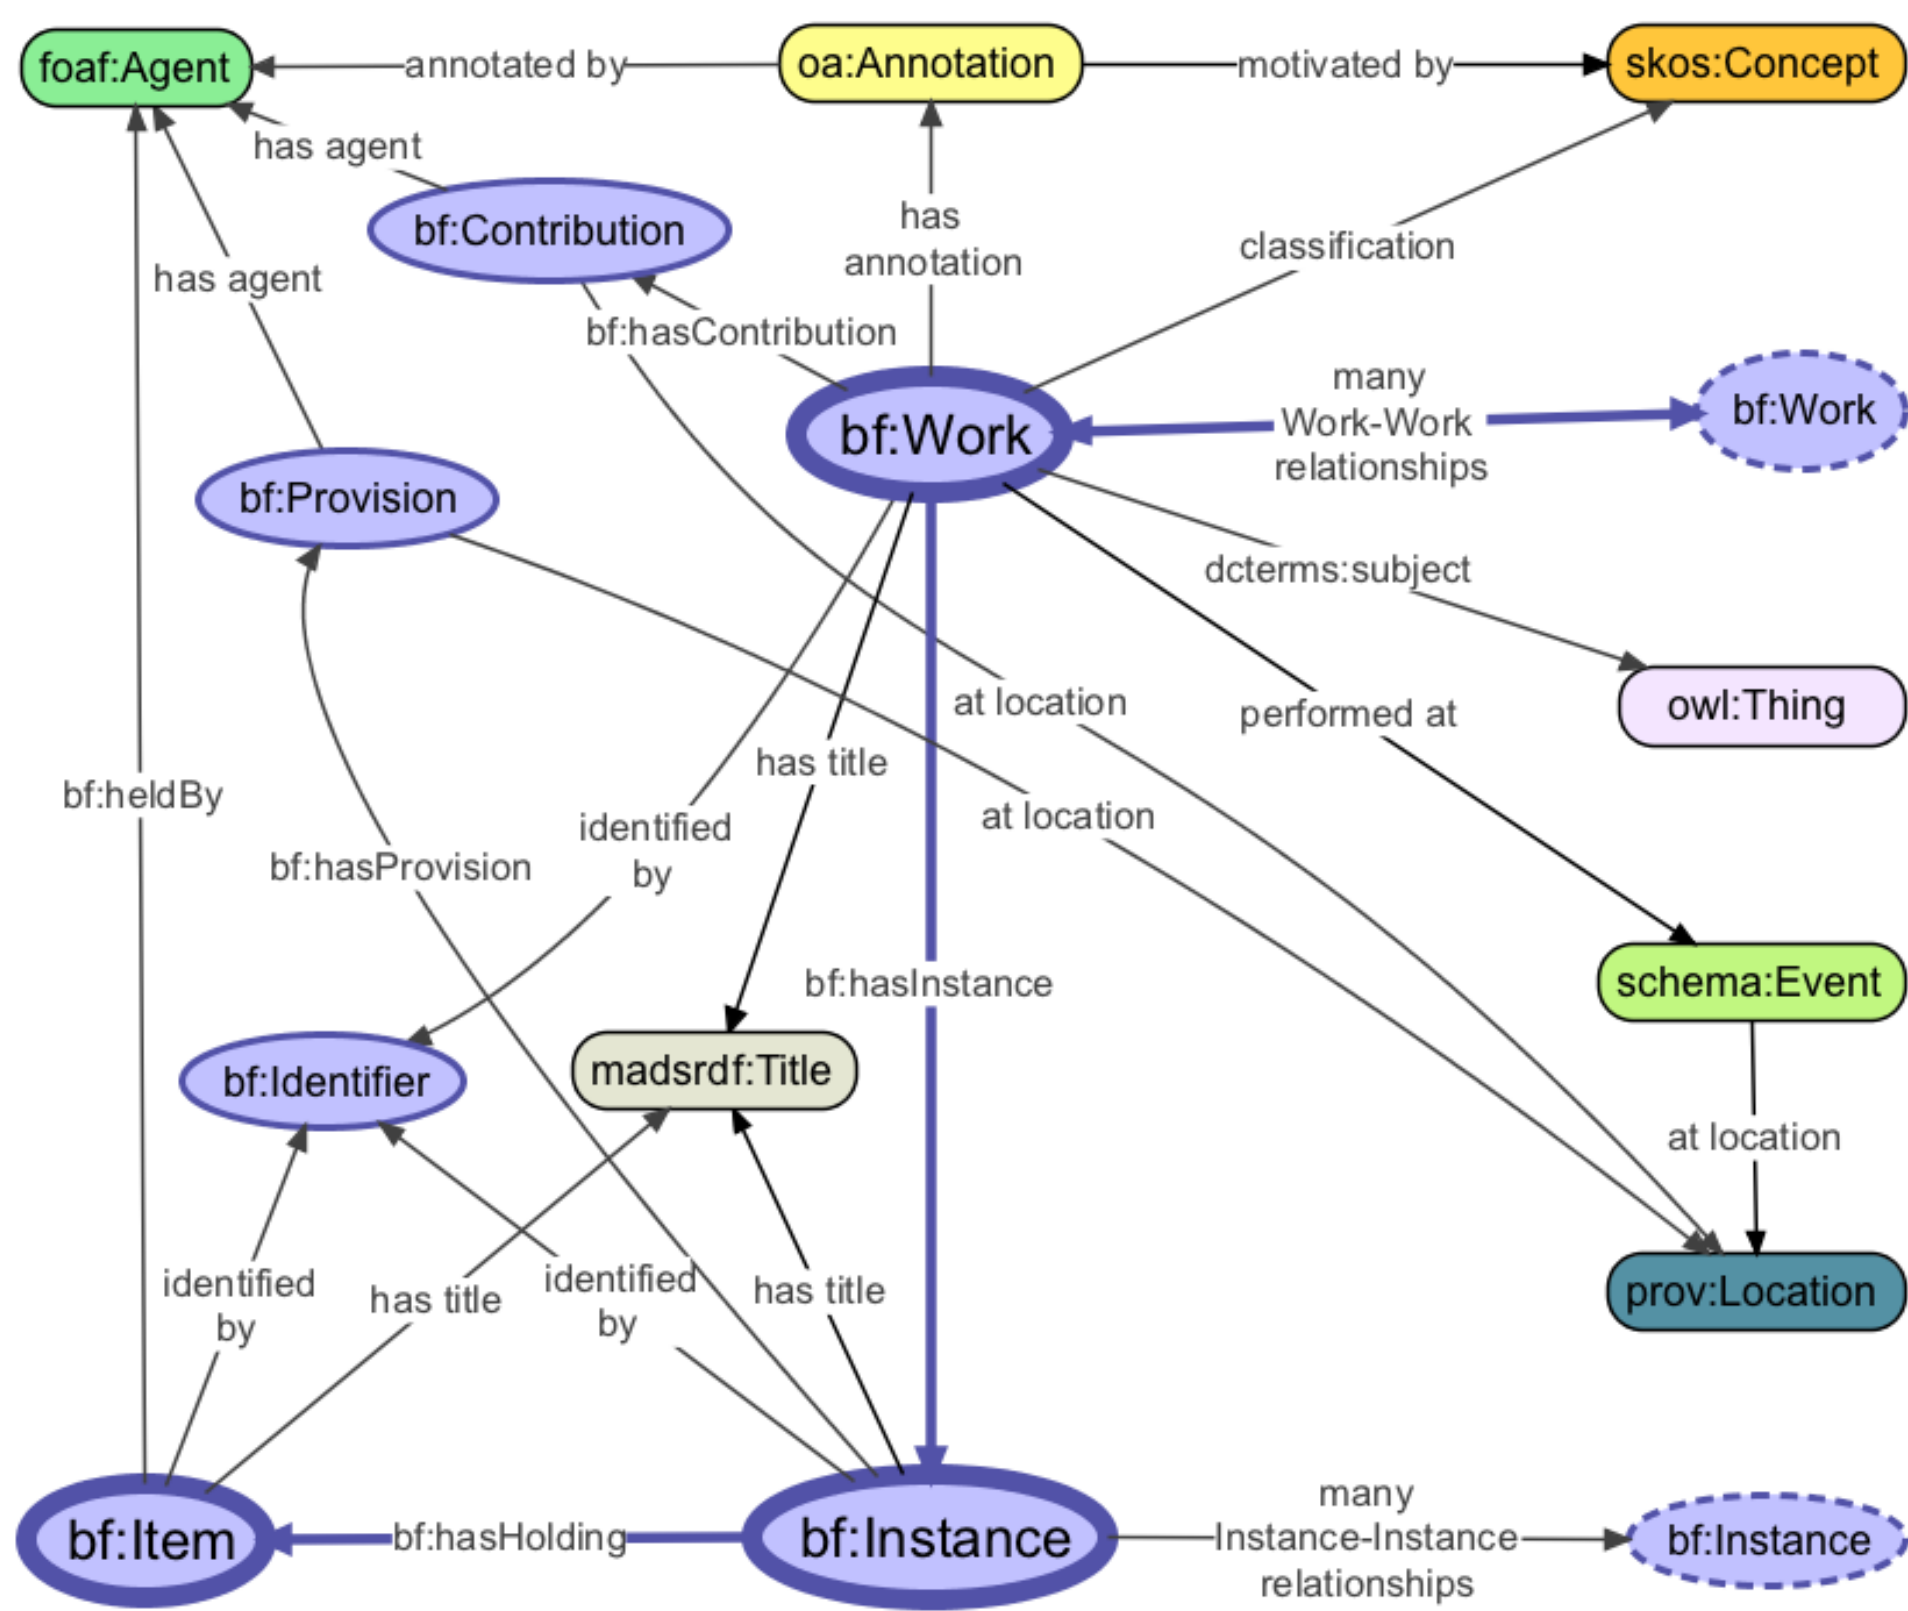 foaf:Agent
annotated by
oa:Annotation
motivated by
skos:Concept
has agent
bf:Contribution
has
annotation
classification
has agent
bf:hasContribution
many
Work-Work
relationships
bf:Work
bf:Work
bf:Provision
dcterms:subject
at location
performed at
owl:Thing
has title
bf:heldBy
at location
identified
by
bf:hasProvision
bf:hasInstance
schema:Event
bf:Identifier
madsrdf:Title
at location
identified
by
has title
identified
by
has title
prov:Location
bf:Item
bf:hasHolding
bf:Instance
many
Instance-Instance
relationships
bf:Instance